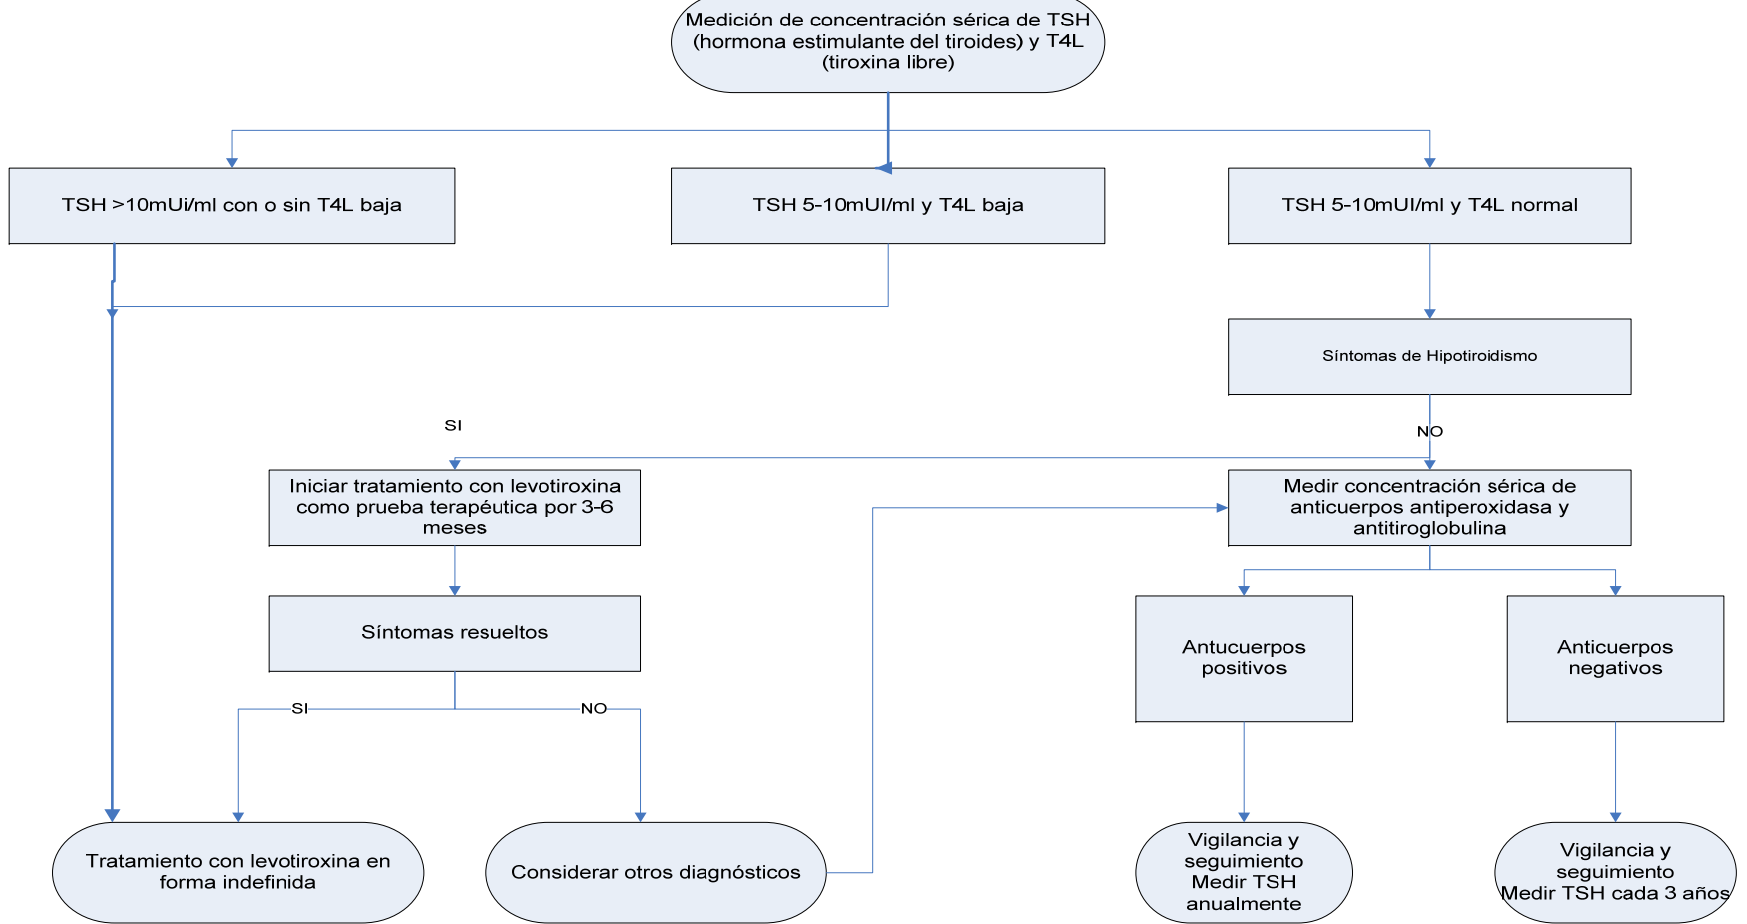 Medición de concentración sérica de TSH
(hormona estimulante del tiroides) y T4L
(tiroxina libre)
TSH >10mUi/ml con o sin T4L baja
TSH 5-10mUI/ml y T4L baja
TSH 5-10mUI/ml y T4L normal
Síntomas de Hipotiroidismo
SI
NO
Iniciar tratamiento con levotiroxina
como prueba terapéutica por 3-6
meses
Medir concentración sérica de
anticuerpos antiperoxidasa y
antitiroglobulina
Síntomas resueltos
Antucuerpos
positivos
Anticuerpos
negativos
SI
NO
Tratamiento con levotiroxina en
forma indefinida
Considerar otros diagnósticos
Vigilancia y
seguimiento
Medir TSH
anualmente
Vigilancia y
seguimiento
Medir TSH cada 3 años